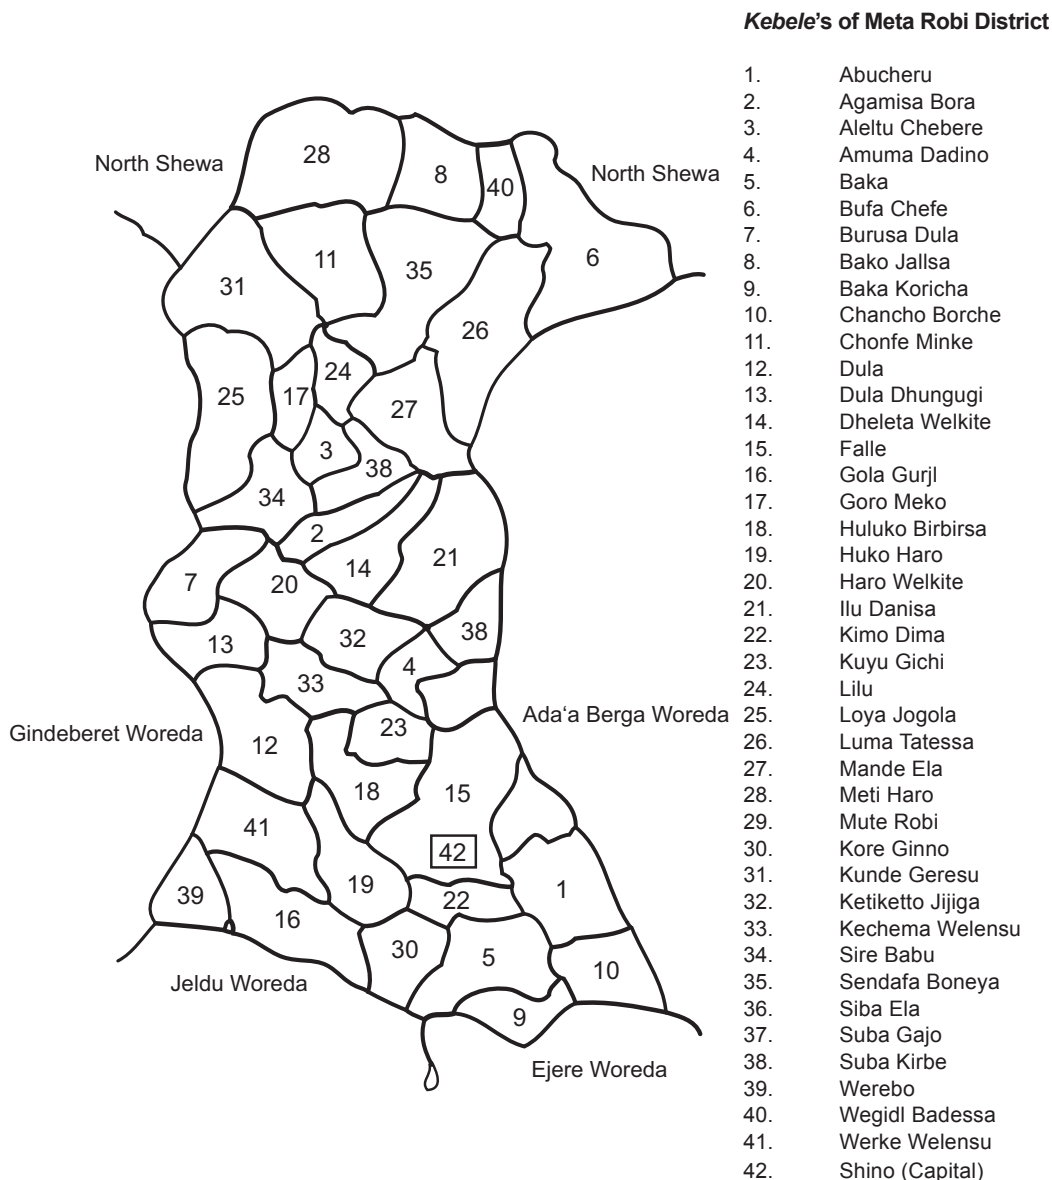 Kebele's of Meta Robi District
1. Abucheru
2. Agamisa Bora
3. Aleltu Chebere
4. Amuma Dadino
5. Baka
6. Bufa Chefe
7. Burusa Dula
8. Bako Jallsa
9. Baka Koricha
10. Chancho Borche
11. Chonfe Minke
12. Dula
13. Dula Dhungugi
14. Dheleta Welkite
15. Falle
16. Gola Gurjl
17. Goro Meko
18. Huluko Birbirsa
19. Huko Haro
20. Haro Welkite
21. Ilu Danisa
22. Kimo Dima
23. Kuyu Gichi
24. Lilu
25. Loya Jogola
26. Luma Tatessa
27. Mande Ela
28. Meti Haro
29. Mute Robi
30. Kore Ginno
31. Kunde Geresu
32. Ketiketto Jijiga
33. Kechema Welensu
34. Sire Babu
35. Sendafa Boneya
36. Siba Ela
37. Suba Gajo
38. Suba Kirbe
39. Werebo
40. Wegidl Badessa
41. Werke Welensu
42. Shino (Capital)
North Shewa
28
8
40
North Shewa
11
35
6
31
26
24
25
17
27
3
38
34
2
14
21
7
20
38
32
13
4
33
Gindeberet Woreda
12
23
Ada‘a Berga Woreda
18
15
41
42
19
1
39
22
16
30
5
10
Jeldu Woreda
9
Ejere Woreda